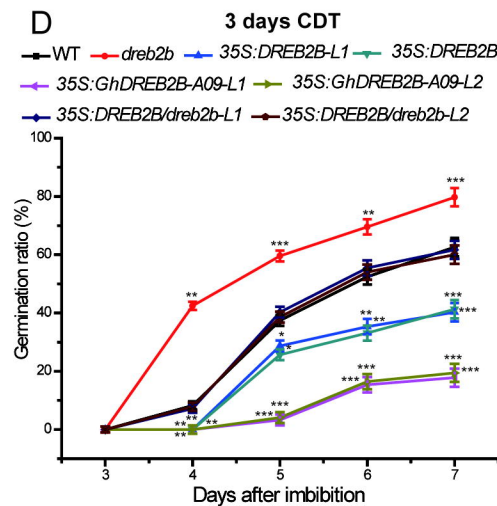 D 3 days CDT
WT dreb2b 35S:DREB2B-L1 35S:DREB2B
35S:GhDREB2B-A09-L1 35S:GhDREB2B-A09-L2
35S:DREB2B/dreb2b-L1 35S:DREB2B/dreb2b-L2
100
80
60
40
20
0
Germination ratio (%)
** *** ** ***
* * ** ** *** ***
** ** ** ** *** *** *** *** *** ***
3 4 5 6 7
Days after imbibition